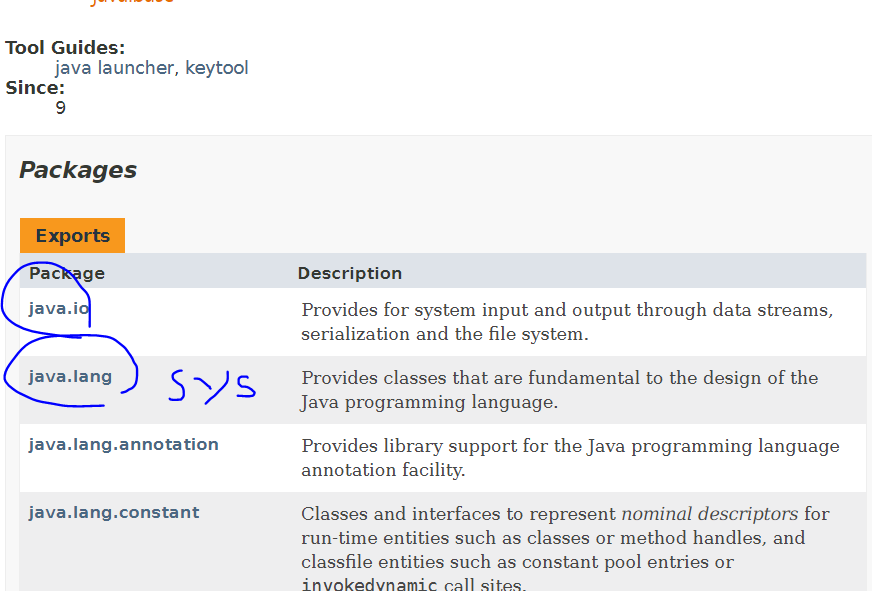 Tool Guides:
java launcher, keytool
Since:
9
Packages
Exports
Package Description
java.io Provides for system input and output through data streams,
serialization and the file system.
java.lang sys Provides classes that are fundamental to the design of the
Java programming language.
java.lang.annotation Provides library support for the Java programming language
annotation facility.
java.lang.constant Classes and interfaces to represent nominal descriptors for
run-time entities such as classes or method handles, and
classfile entities such as constant pool entries or
invokedynamic call sites.